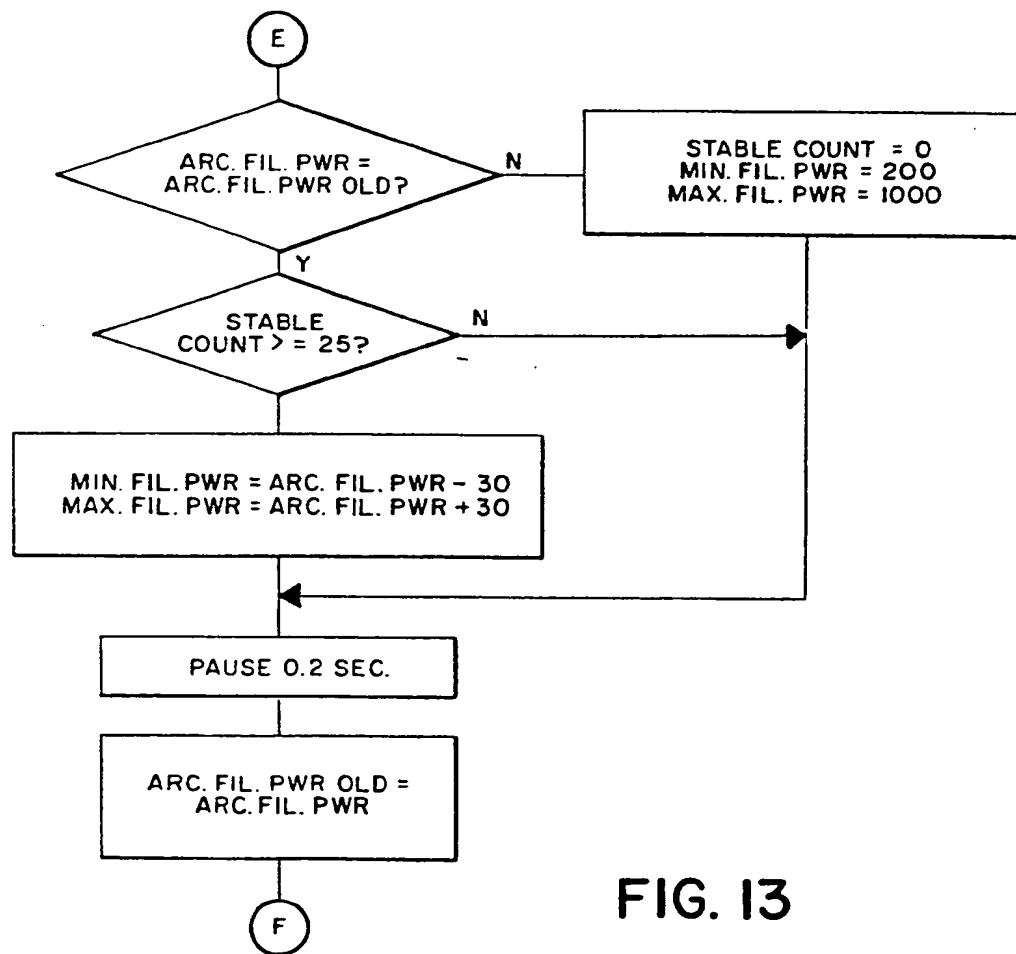 E
ARC. FIL. PWR =
ARC. FIL. PWR OLD?
N
STABLE COUNT = 0
MIN. FIL. PWR = 200
MAX. FIL. PWR = 1000
Y
STABLE
COUNT > = 25?
N
MIN. FIL. PWR = ARC. FIL. PWR - 30
MAX. FIL. PWR = ARC. FIL. PWR + 30
PAUSE 0.2 SEC.
ARC. FIL. PWR OLD =
ARC. FIL. PWR
F
FIG. 13